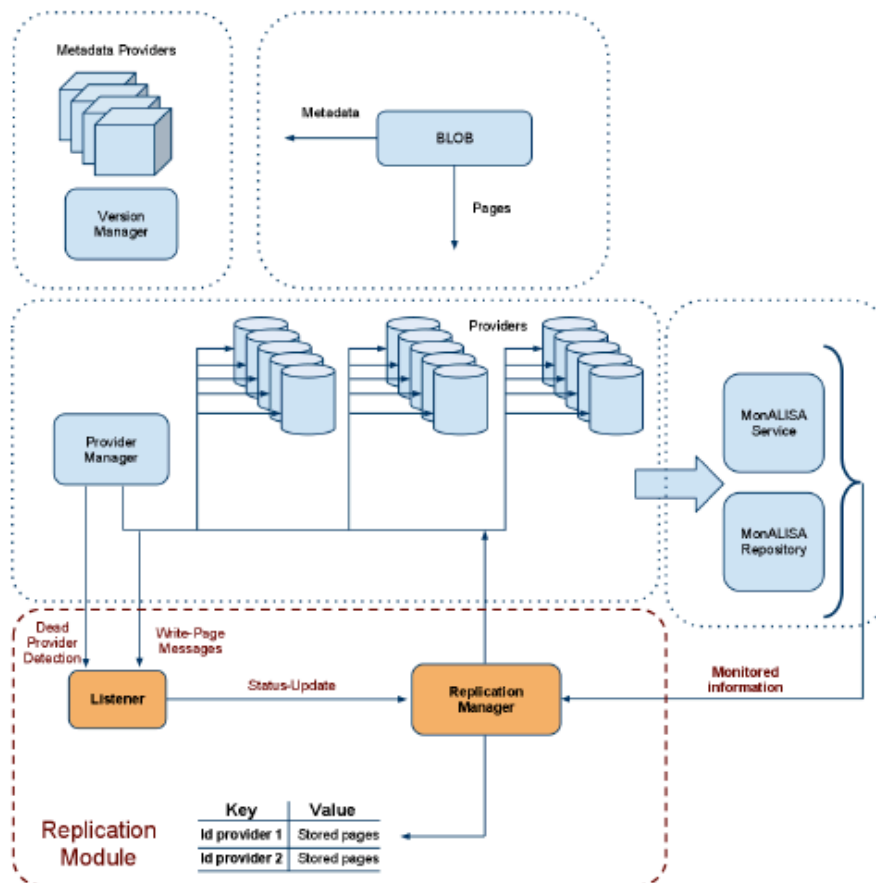 Metadata Providers
Version
Manager
Metadata
BLOB
Pages
Providers
Provider
Manager
MonALISA
Service
MonALISA
Repository
Dead
Provider
Detection
Write-Page
Messages
Listener
Status-Update
Replication
Manager
Monitored
information
Replication
Module
Key Value
Id provider 1 Stored pages
Id provider 2 Stored pages